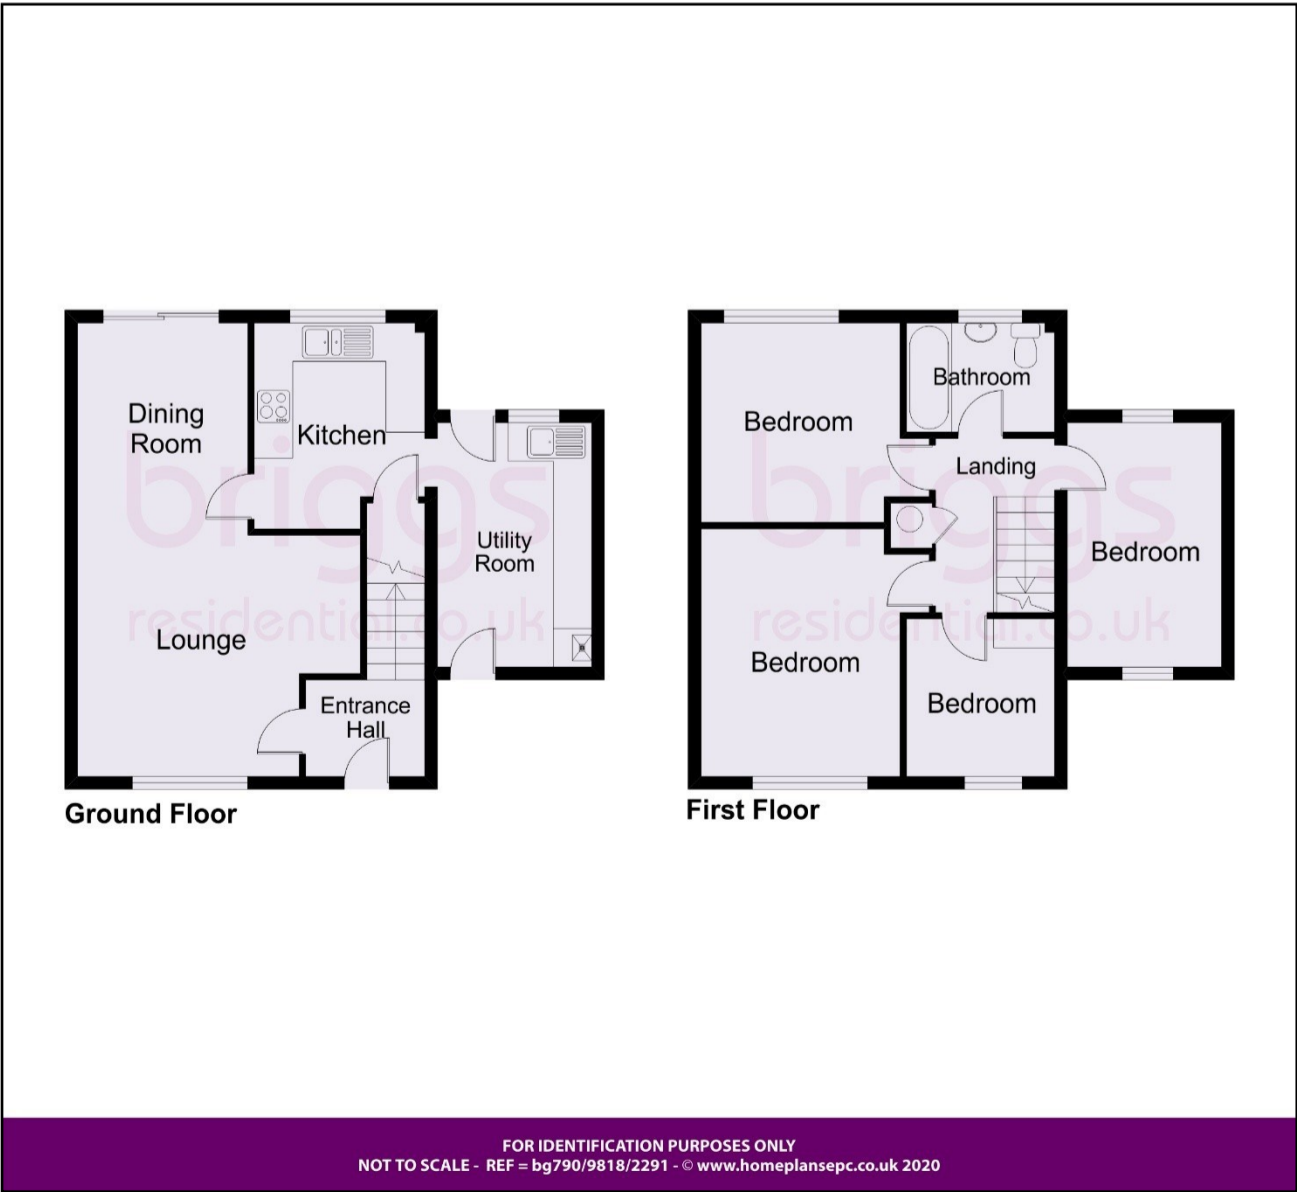 Dining
Room
Kitchen
Utility
Room
Lounge
Entrance
Hall
briggs
residential.co.uk
Ground Floor
Bedroom
Bathroom
Landing
Bedroom
Bedroom
Bedroom
briggs
residential.co.uk
First Floor
FOR IDENTIFICATION PURPOSES ONLY
NOT TO SCALE - REF = bg790/9818/2291 - © www.homeplansepc.co.uk 2020